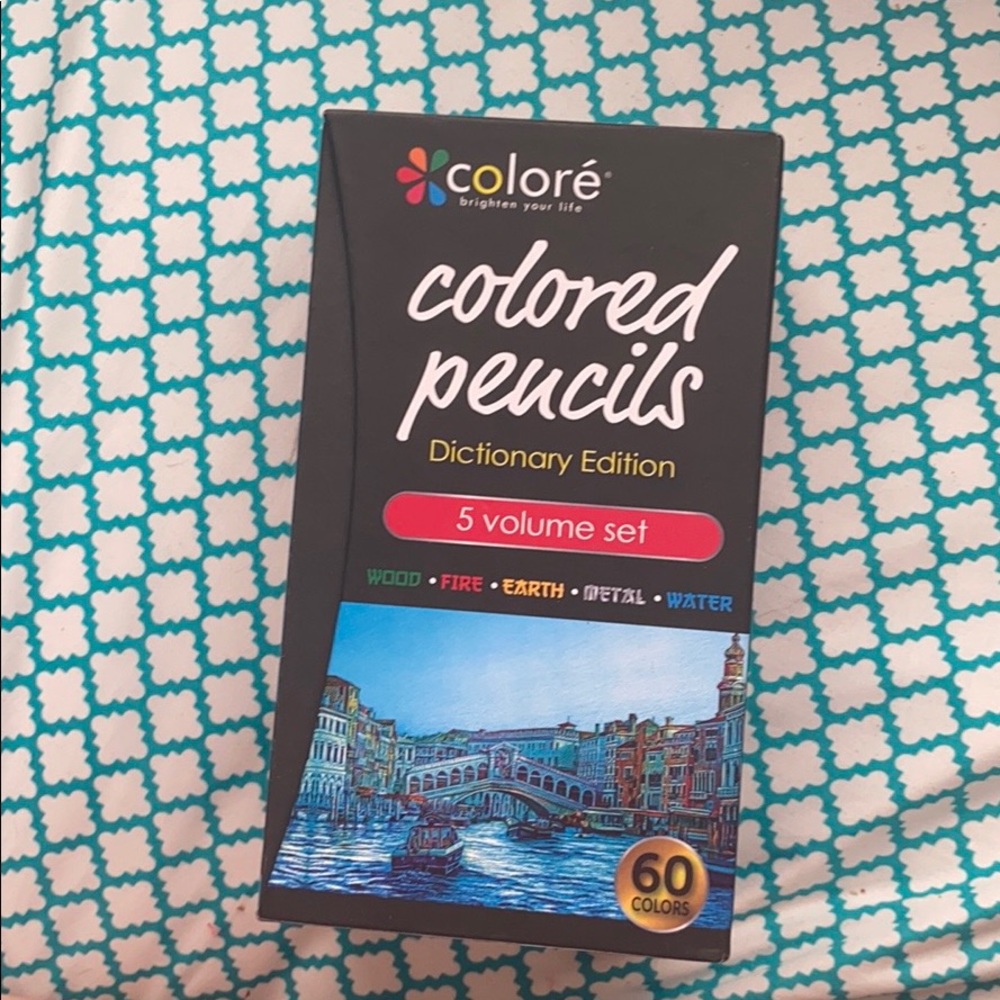 coloré®
brighten your life
colored
pencils
Dictionary Edition
5 volume set
WOOD • FIRE • EARTH • METAL • WATER
60
COLORS